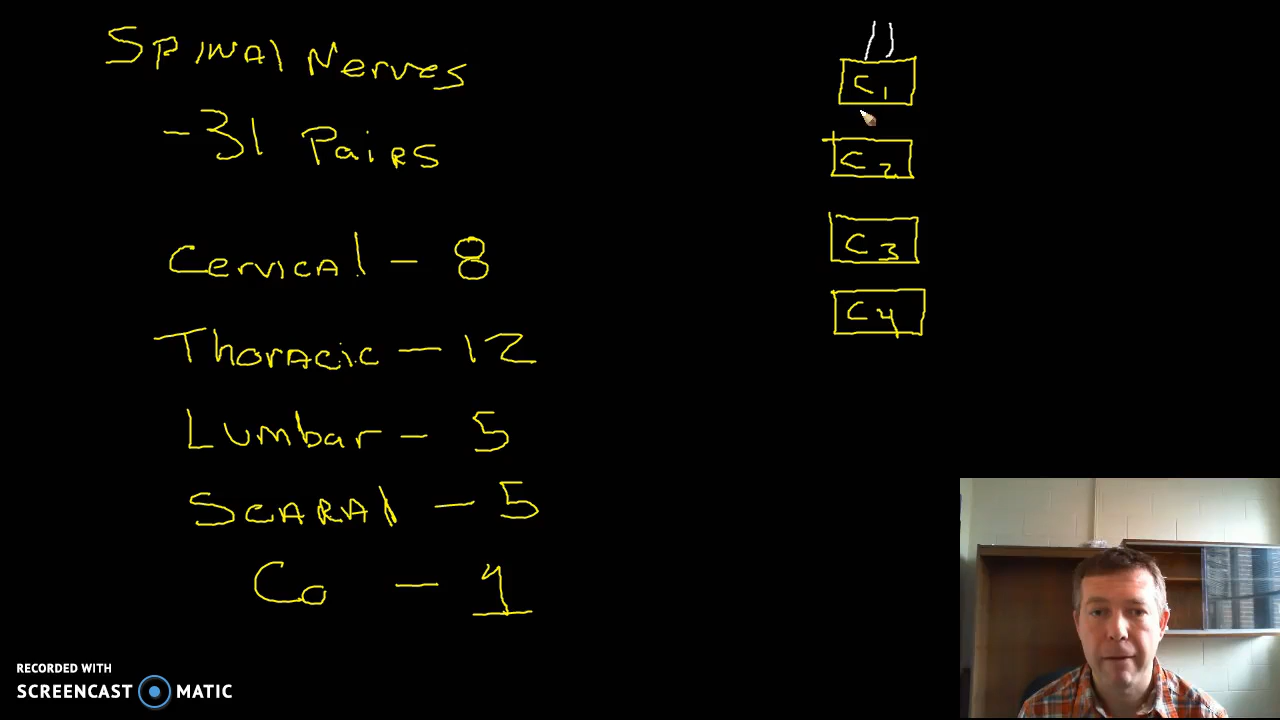 Spinal Nerves
-31 Pairs
Cervical - 8
Thoracic - 12
Lumbar - 5
Scaral - 5
Co - 1
C1
C2
C3
C4
RECORDED WITH
SCREENCAST MATIC